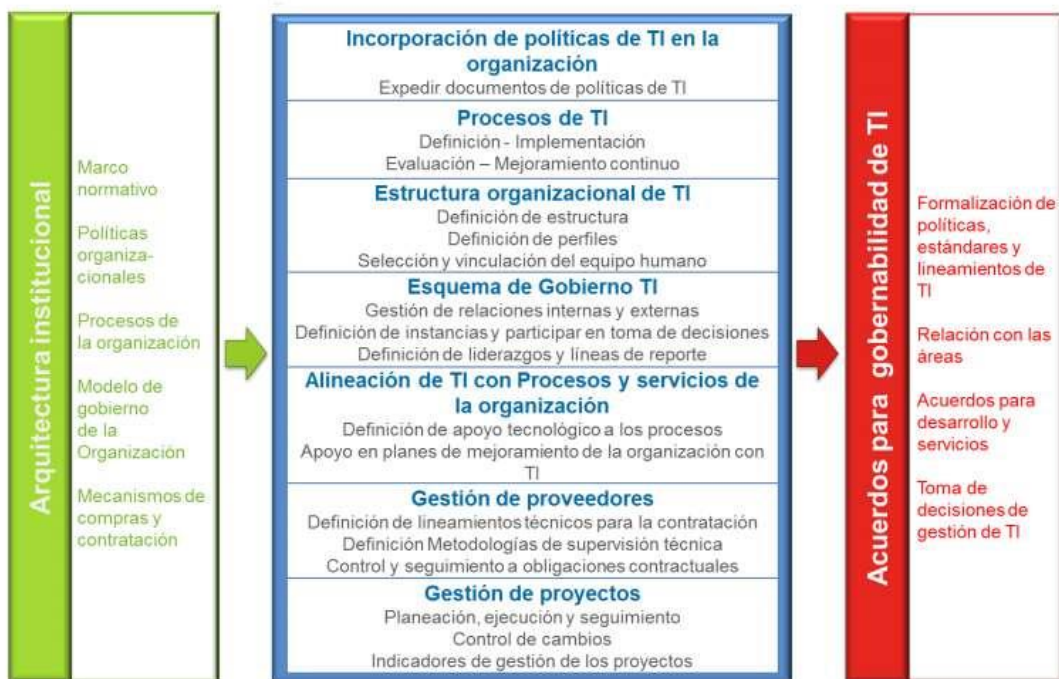 Arquitectura institucional
Marco
normativo
Políticas
organiza-
cionales
Procesos de
la organización
Modelo de
gobierno
de la
Organización
Mecanismos de
compras y
contratación
Incorporación de políticas de TI en la
organización
Expedir documentos de políticas de TI
Procesos de TI
Definición - Implementación
Evaluación – Mejoramiento continuo
Estructura organizacional de TI
Definición de estructura
Definición de perfiles
Selección y vinculación del equipo humano
Esquema de Gobierno TI
Gestión de relaciones internas y externas
Definición de instancias y participar en toma de decisiones
Definición de liderazgos y líneas de reporte
Alineación de TI con Procesos y servicios de
la organización
Definición de apoyo tecnológico a los procesos
Apoyo en planes de mejoramiento de la organización con
TI
Gestión de proveedores
Definición de lineamientos técnicos para la contratación
Definición Metodologías de supervisión técnica
Control y seguimiento a obligaciones contractuales
Gestión de proyectos
Planeación, ejecución y seguimiento
Control de cambios
Indicadores de gestión de los proyectos
Acuerdos para gobernabilidad de TI
Formalización de
políticas,
estándares y
lineamientos de
TI
Relación con las
áreas
Acuerdos para
desarrollo y
servicios
Toma de
decisiones de
gestión de TI